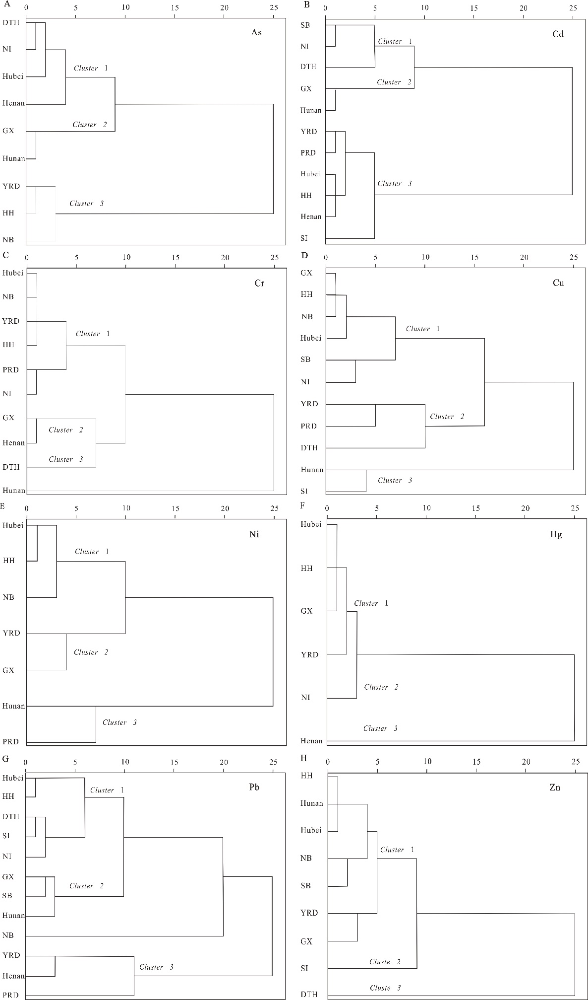 A
0 5 10 15 20 25
As
DTH
NI
Cluster 1
Hubei
Henan
Cluster 2
GX
Hunan
YRD
Cluster 3
HH
NB
B
0 5 10 15 20 25
SB
Cd
Cluster 1
NI
DTH
Cluster 2
GX
Hunan
YRD
PRD
Hubei
Cluster 3
HH
Henan
SI
C
0 5 10 15 20 25
Hubei
Cr
NB
YRD
Cluster 1
HH
PRD
NI
GX
Cluster 2
Henan
Cluster 3
DTH
Hunan
D
0 5 10 15 20 25
GX
Cu
HH
NB
Cluster 1
Hubei
SB
NI
YRD
Cluster 2
PRD
DTH
Hunan
Cluster 3
SI
E
0 5 10 15 20 25
Hubei
Ni
Cluster 1
HH
NB
YRD
Cluster 2
GX
Hunan
Cluster 3
PRD
F
0 5 10 15 20 25
Hubei
Hg
HH
Cluster 1
GX
YRD
Cluster 2
NI
Cluster 3
Henan
G
0 5 10 15 20 25
Hubei
Pb
Cluster 1
HH
DTH
SI
NI
GX
Cluster 2
SB
Hunan
NB
YRD
Cluster 3
Henan
PRD
H
0 5 10 15 20 25
HH
Zn
Hunan
Hubei
Cluster 1
NB
SB
YRD
GX
Cluste 2
SI
Cluste 3
DTH